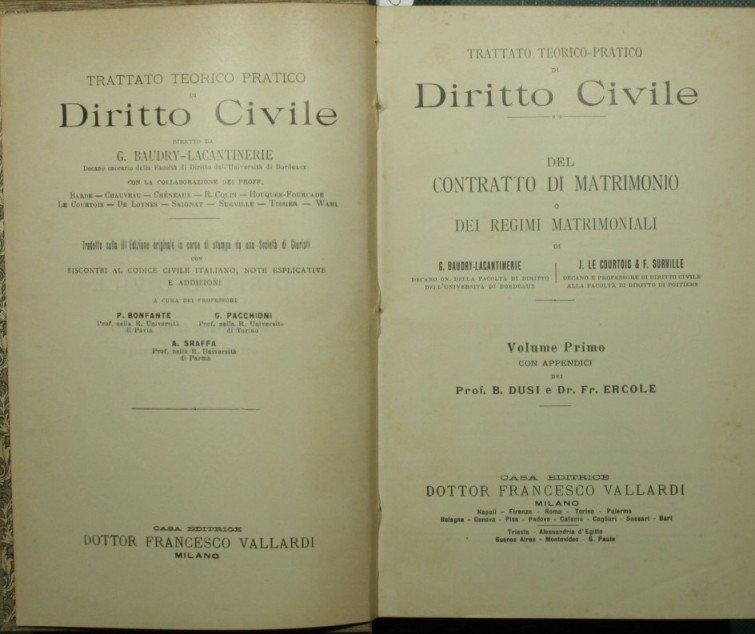 TRATTATO TEORICO PRATICO
DI
Diritto Civile
DIRETTO DA
G. BAUDRY-LACANTINERIE
Decano onorario della Facoltà di Diritto dell'Università di Bordeaux
CON LA COLLABORAZIONE DEI PROFF.
BARDE — CHAUVEAU — CHÉNEAUX — R. COLIN — HOUQUES-FOURCADE
LE COURTOIS — DE LOYNES — SAIGNAT — SURVILLE — TISSIER — WAHL
Tradotto sulla III Edizione originale in corso di stampa da una Società di Giuristi
CON
RISCONTRI AL CODICE CIVILE ITALIANO, NOTE ESPLICATIVE
E ADDIZIONI
A CURA DEI PROFESSORI
P. BONFANTE G. PACCHIONI
Prof. nella R. Università Prof. nella R. Università
di Pavia di Torino
A. SRAFFA
Prof. nella R. Università
di Parma
CASA EDITRICE
DOTTOR FRANCESCO VALLARDI
MILANO
TRATTATO TEORICO-PRATICO
DI
Diritto Civile
DEL
CONTRATTO DI MATRIMONIO
O
DEI REGIMI MATRIMONIALI
DI
G. BAUDRY-LACANTINERIE J. LE COURTOIS & F. SURVILLE
DECANO ON. DELLA FACOLTÀ DI DIRITTO DECANO E PROFESSORE DI DIRITTO CIVILE
DELL'UNIVERSITÀ DI BORDEAUX ALLA FACOLTÀ DI DIRITTO DI POITIERS
Volume Primo
CON APPENDICI
DEI
Prof. B. DUSI e Dr. Fr. ERCOLE
CASA EDITRICE
DOTTOR FRANCESCO VALLARDI
MILANO
Napoli - Firenze - Roma - Torino - Palermo
Bologna - Genova - Pisa - Padova - Catania - Cagliari - Sassari - Bari
Trieste - Alessandria d'Egitto
Buenos Aires - Montevideo - S. Paulo